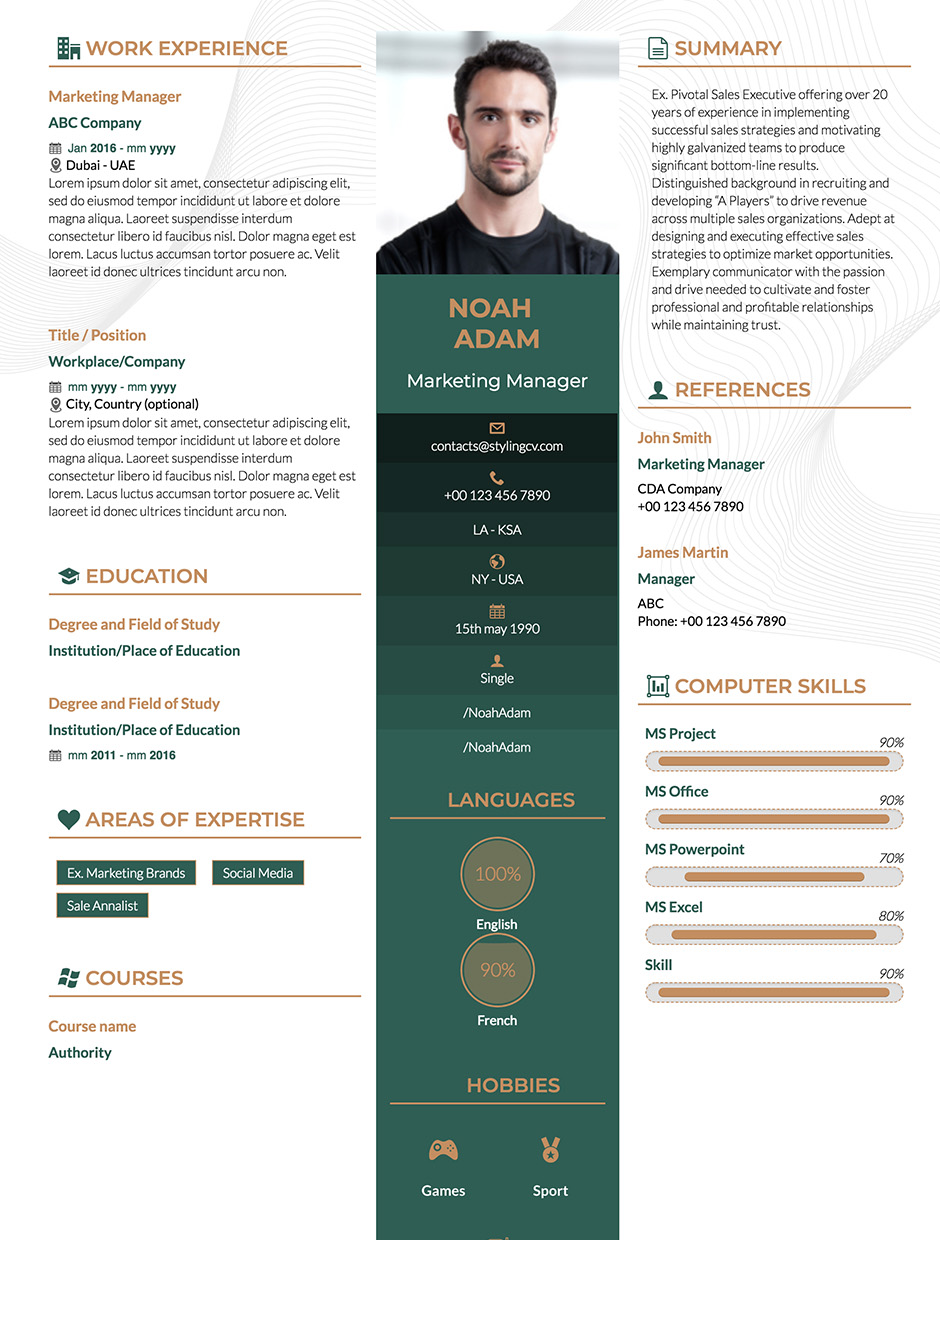 WORK EXPERIENCE
Marketing Manager
ABC Company
Jan 2016 - mm yyyy
Dubai - UAE
Lorem ipsum dolor sit amet, consectetur adipiscing elit,
sed do eiusmod tempor incididunt ut labore et dolore
magna aliqua. Laoreet suspendisse interdum
consectetur libero id faucibus nisl. Dolor magna eget est
lorem. Lacus luctus accumsan tortor posuere ac. Velit
laoreet id donec ultrices tincidunt arcu non.
Title / Position
Workplace/Company
mm yyyy - mm yyyy
City, Country (optional)
Lorem ipsum dolor sit amet, consectetur adipiscing elit,
sed do eiusmod tempor incididunt ut labore et dolore
magna aliqua. Laoreet suspendisse interdum
consectetur libero id faucibus nisl. Dolor magna eget est
lorem. Lacus luctus accumsan tortor posuere ac. Velit
laoreet id donec ultrices tincidunt arcu non.
EDUCATION
Degree and Field of Study
Institution/Place of Education
Degree and Field of Study
Institution/Place of Education
mm 2011 - mm 2016
AREAS OF EXPERTISE
Ex. Marketing Brands
Social Media
Sale Annalist
COURSES
Course name
Authority
NOAH
ADAM
Marketing Manager
contacts@stylingcv.com
+00 123 456 7890
LA - KSA
NY - USA
15th may 1990
Single
/NoahAdam
/NoahAdam
LANGUAGES
100%
English
90%
French
HOBBIES
Games
Sport
SUMMARY
Ex. Pivotal Sales Executive offering over 20
years of experience in implementing
successful sales strategies and motivating
highly galvanized teams to produce
significant bottom-line results.
Distinguished background in recruiting and
developing “A Players” to drive revenue
across multiple sales organizations. Adept at
designing and executing effective sales
strategies to optimize market opportunities.
Exemplary communicator with the passion
and drive needed to cultivate and foster
professional and profitable relationships
while maintaining trust.
REFERENCES
John Smith
Marketing Manager
CDA Company
+00 123 456 7890
James Martin
Manager
ABC
Phone: +00 123 456 7890
COMPUTER SKILLS
MS Project
90%
MS Office
90%
MS Powerpoint
70%
MS Excel
80%
Skill
90%